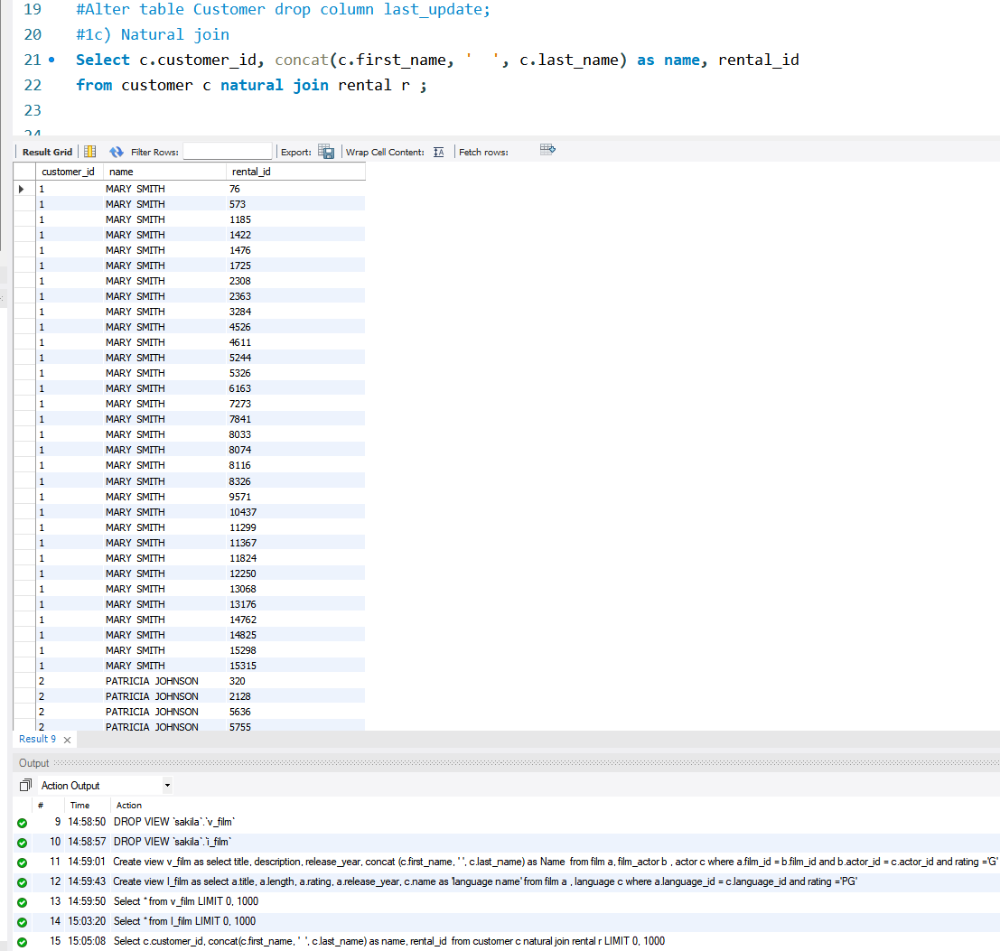 19 #Alter table Customer drop column last_update;
20 #1c) Natural join
21 Select c.customer_id, concat(c.first_name, '  ', c.last_name) as name, rental_id
22 from customer c natural join rental r ;
23
24
Result Grid Filter Rows: Export: Wrap Cell Content: Fetch rows:
customer_id name rental_id
1 MARY SMITH 76
1 MARY SMITH 573
1 MARY SMITH 1185
1 MARY SMITH 1422
1 MARY SMITH 1476
1 MARY SMITH 1725
1 MARY SMITH 2308
1 MARY SMITH 2363
1 MARY SMITH 3284
1 MARY SMITH 4526
1 MARY SMITH 4611
1 MARY SMITH 5244
1 MARY SMITH 5326
1 MARY SMITH 6163
1 MARY SMITH 7273
1 MARY SMITH 7841
1 MARY SMITH 8033
1 MARY SMITH 8074
1 MARY SMITH 8116
1 MARY SMITH 8326
1 MARY SMITH 9571
1 MARY SMITH 10437
1 MARY SMITH 11299
1 MARY SMITH 11367
1 MARY SMITH 11824
1 MARY SMITH 12250
1 MARY SMITH 13068
1 MARY SMITH 13176
1 MARY SMITH 14762
1 MARY SMITH 14825
1 MARY SMITH 15298
1 MARY SMITH 15315
2 PATRICIA JOHNSON 320
2 PATRICIA JOHNSON 2128
2 PATRICIA JOHNSON 5636
2 PATRICIA JOHNSON 5755
Result 9
Output
Action Output
# Time Action
9 14:58:50 DROP VIEW `sakila`.`v_film`
10 14:58:57 DROP VIEW `sakila`.`i_film`
11 14:59:01 Create view v_film as select title, description, release_year, concat (c.first_name, ' ', c.last_name) as Name from film a, film_actor b , actor c where a.film_id = b.film_id and b.actor_id = c.actor_id and rating ='G'
12 14:59:43 Create view l_film as select a.title, a.length, a.rating, a.release_year, c.name as 'language name' from film a , language c where a.language_id = c.language_id and rating ='PG'
13 14:59:50 Select * from v_film LIMIT 0, 1000
14 15:03:20 Select * from l_film LIMIT 0, 1000
15 15:05:08 Select c.customer_id, concat(c.first_name, '  ', c.last_name) as name, rental_id from customer c natural join rental r LIMIT 0, 1000